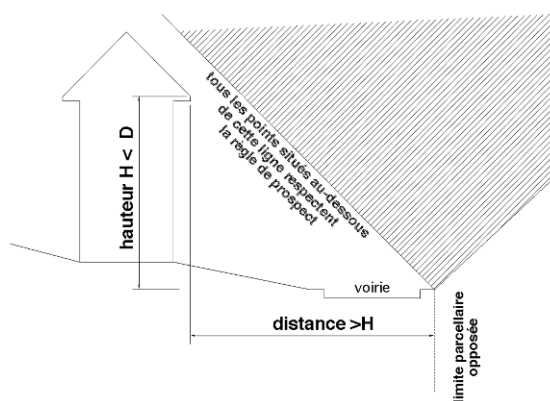 hauteur H < D
tous les points situés au-dessous
de cette ligne respectent
la règle de prospect
voirie
distance >H
limite parcellaire
opposée